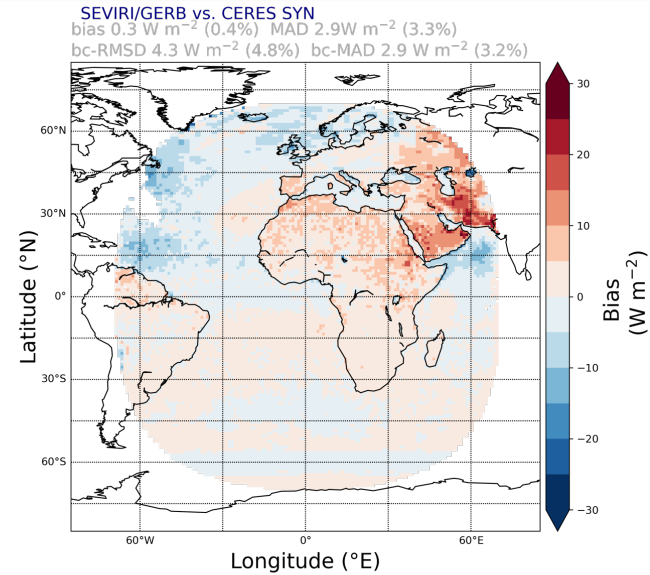 SEVIRI/GERB vs. CERES SYN
bias 0.3 W m⁻² (0.4%) MAD 2.9W m⁻² (3.3%)
bc-RMSD 4.3 W m⁻² (4.8%) bc-MAD 2.9 W m⁻² (3.2%)
60°N
30°N
0°
30°S
60°S
Latitude (°N)
60°W
0°
60°E
Longitude (°E)
30
20
10
0
−10
−20
−30
Bias
(W m⁻²)